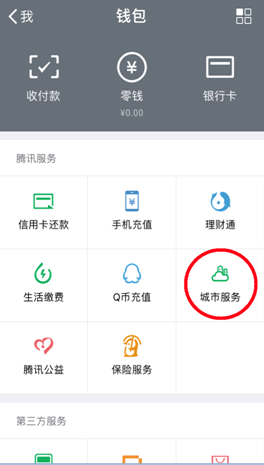 我 钱包
收付款 零钱 银行卡
¥0.00
腾讯服务
信用卡还款 手机充值 理财通
生活缴费 Q币充值 城市服务
腾讯公益 保险服务
第三方服务